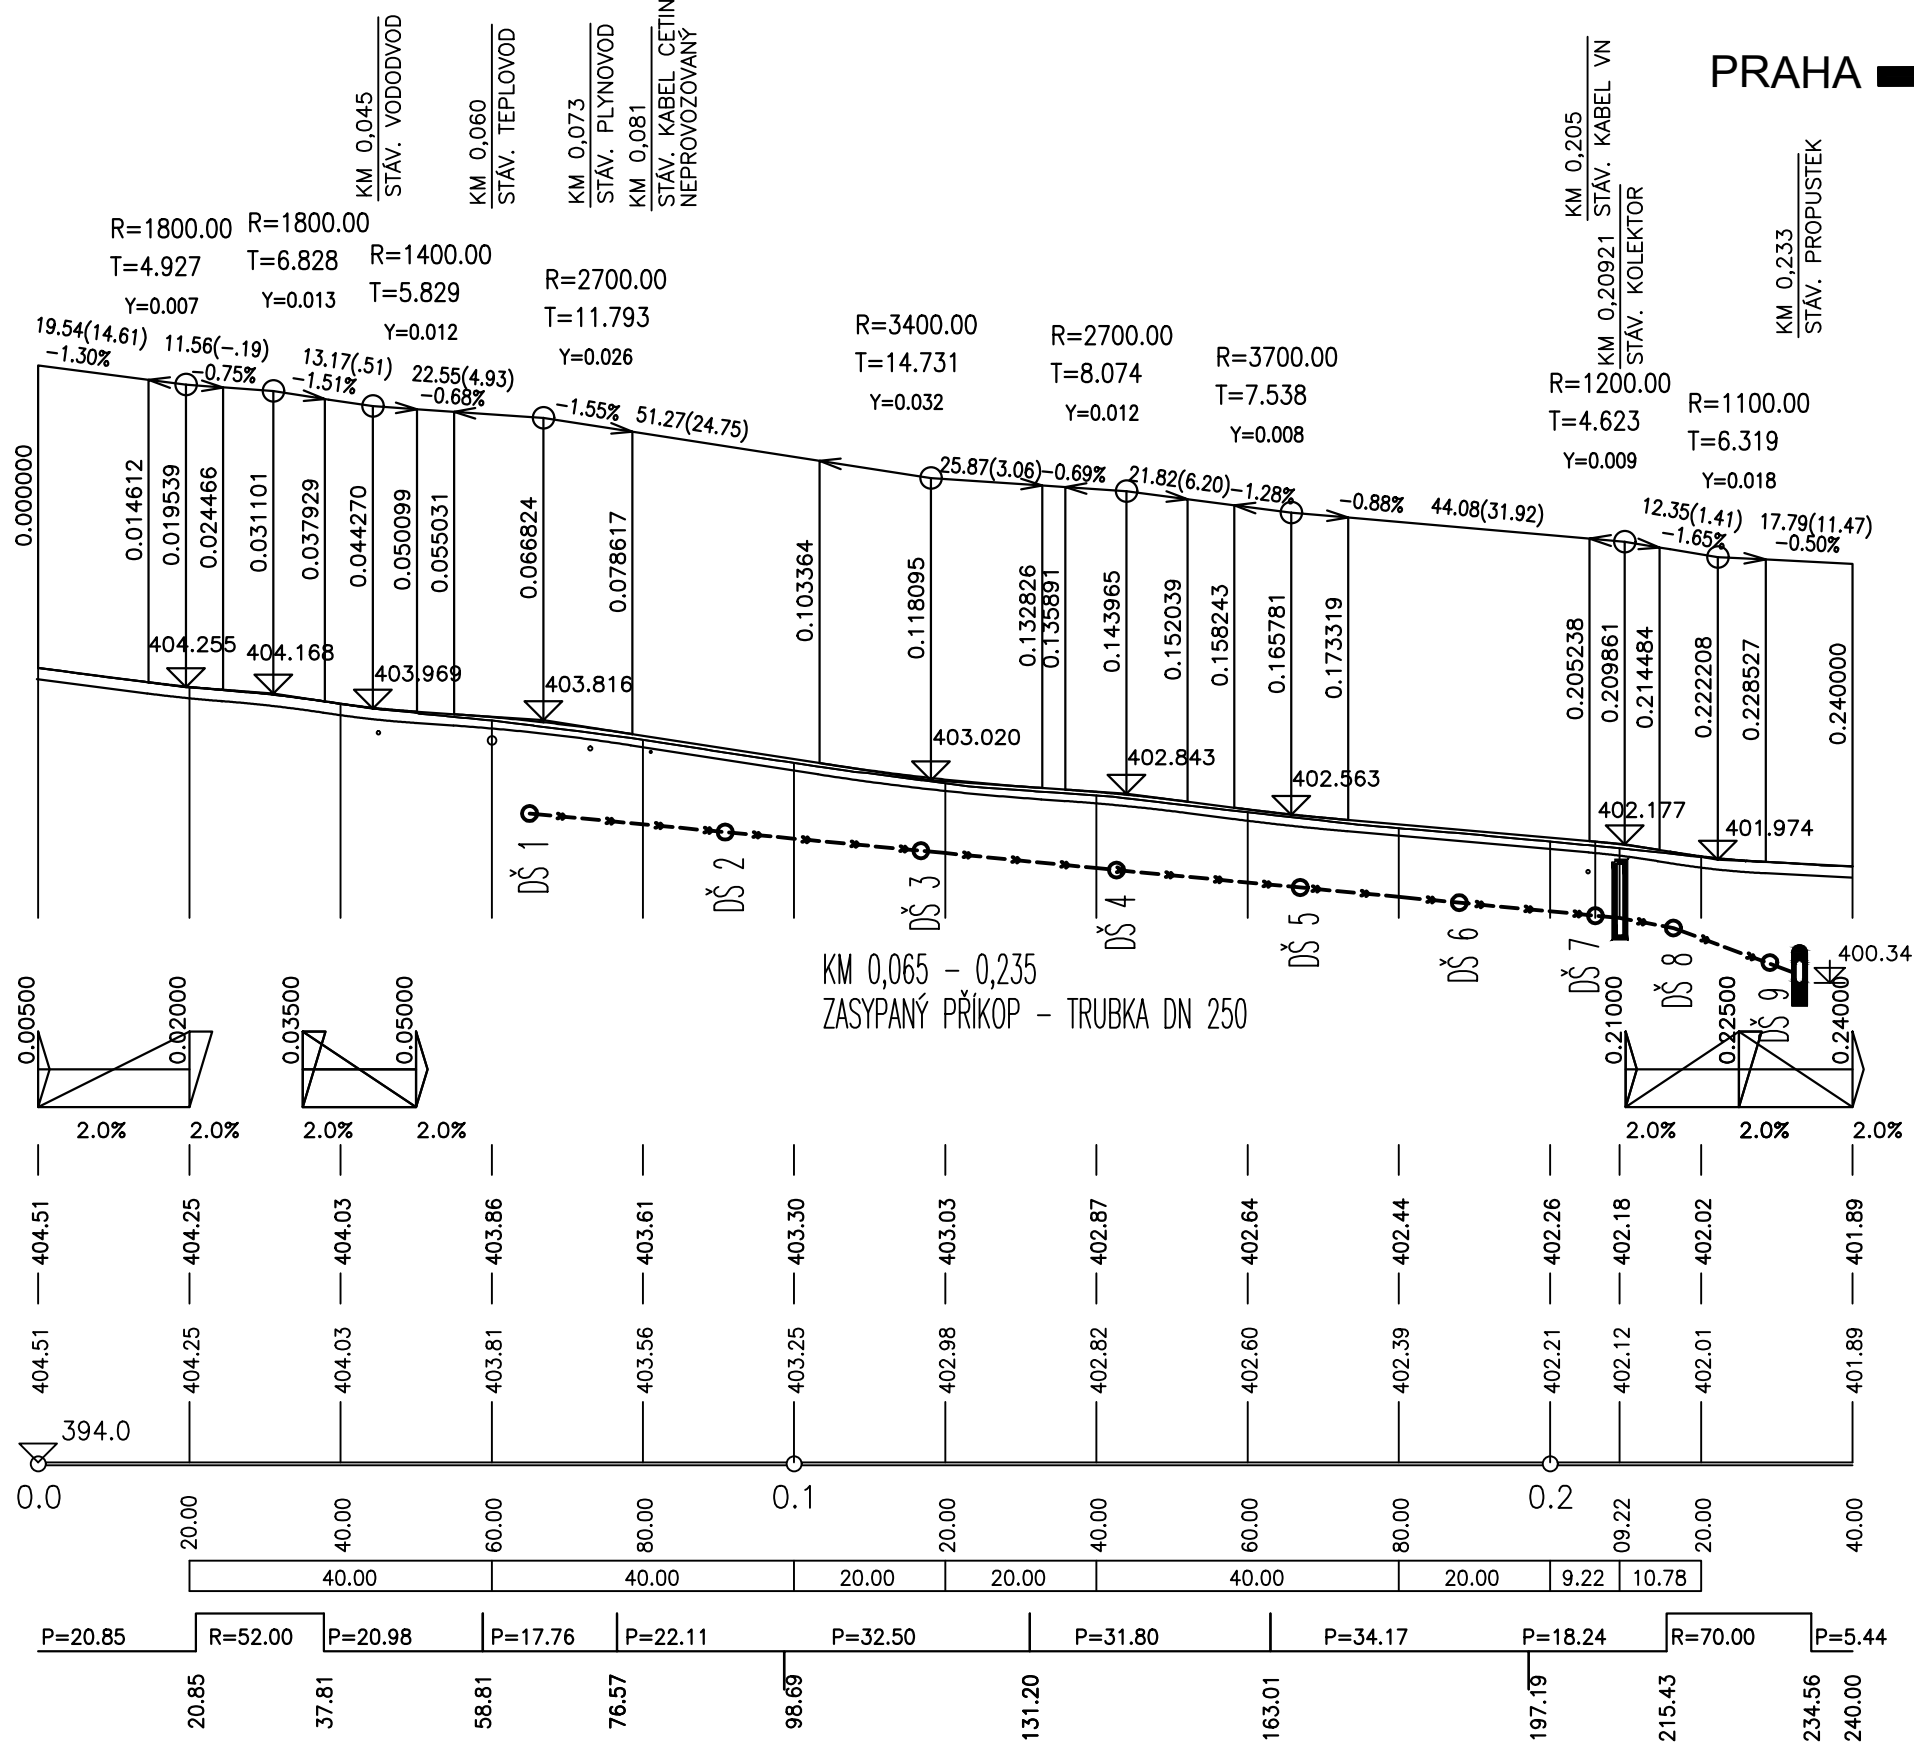 KM 0,045
STÁV. VODODVOD
KM 0,060
STÁV. TEPLOVOD
KM 0,073
STÁV. PLYNOVOD
KM 0,081
STÁV. KABEL CETIN
NEPROVOZOVANÝ
KM 0,205
STÁV. KABEL VN
KM 0,20921
STÁV. KOLEKTOR
KM 0,233
STÁV. PROPUSTEK
PRAHA
R=1800.00
T=4.927
Y=0.007
R=1800.00
T=6.828
Y=0.013
R=1400.00
T=5.829
Y=0.012
R=2700.00
T=11.793
Y=0.026
R=3400.00
T=14.731
Y=0.032
R=2700.00
T=8.074
Y=0.012
R=3700.00
T=7.538
Y=0.008
R=1200.00
T=4.623
Y=0.009
R=1100.00
T=6.319
Y=0.018
19.54(14.61)
-1.30%
11.56(-.19)
-0.75%
13.17(.51)
-1.51%
22.55(4.93)
-0.68%
-1.55%
51.27(24.75)
25.87(3.06)
-0.69%
21.82(6.20)
-1.28%
-0.88%
44.08(31.92)
12.35(1.41)
-1.65%
17.79(11.47)
-0.50%
0.000000
0.014612
0.019539
0.024466
0.031101
0.037929
0.044270
0.050099
0.055031
0.066824
0.078617
0.103364
0.118095
0.132826
0.135891
0.143965
0.152039
0.158243
0.165781
0.173319
0.205238
0.209861
0.214484
0.222208
0.228527
0.240000
404.255
404.168
403.969
403.816
403.020
402.843
402.563
402.177
401.974
DŠ 1
DŠ 2
DŠ 3
DŠ 4
DŠ 5
DŠ 6
DŠ 7
DŠ 8
DŠ 9
400.34
KM 0,065 - 0,235
ZASYPANÝ PŘÍKOP - TRUBKA DN 250
0.00500
0.02000
0.03500
0.05000
0.21000
0.22500
0.24000
2.0%
2.0%
2.0%
2.0%
2.0%
2.0%
2.0%
404.51
404.25
404.03
403.86
403.61
403.30
403.03
402.87
402.64
402.44
402.26
402.18
402.02
401.89
404.51
404.25
404.03
403.81
403.56
403.25
402.98
402.82
402.60
402.39
402.21
402.12
402.01
401.89
394.0
0.0
20.00
40.00
60.00
80.00
0.1
20.00
40.00
60.00
80.00
0.2
09.22
20.00
40.00
40.00
40.00
20.00
20.00
40.00
20.00
9.22
10.78
P=20.85
R=52.00
P=20.98
P=17.76
P=22.11
P=32.50
P=31.80
P=34.17
P=18.24
R=70.00
P=5.44
20.85
37.81
58.81
76.57
98.69
131.20
163.01
197.19
215.43
234.56
240.00